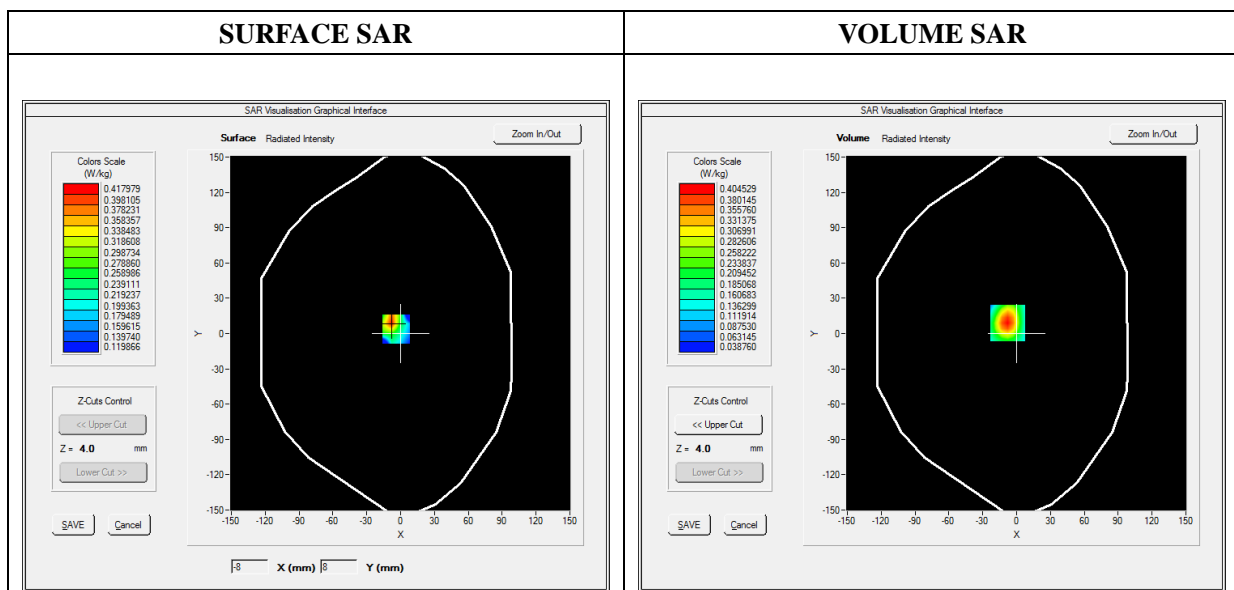 SURFACE SAR
VOLUME SAR
SAR Visualisation Graphical Interface
Surface Radiated Intensity
Zoom In/Out
Colors Scale
(W/kg)
0.417979
0.398105
0.378231
0.358357
0.338483
0.318608
0.298734
0.278860
0.258986
0.239111
0.219237
0.199363
0.179489
0.159615
0.139740
0.119866
Z-Cuts Control
<< Upper Cut
Z = 4.0 mm
Lower Cut >>
SAVE Cancel
150
120
90
60
30
0
-30
-60
-90
-120
-150
Y
-150 -120 -90 -60 -30 0 30 60 90 120 150
X
-8 X (mm) 8 Y (mm)
SAR Visualisation Graphical Interface
Volume Radiated Intensity
Zoom In/Out
Colors Scale
(W/kg)
0.404529
0.380145
0.355760
0.331375
0.306991
0.282606
0.258222
0.233837
0.209452
0.185068
0.160683
0.136299
0.111914
0.087530
0.063145
0.038760
Z-Cuts Control
<< Upper Cut
Z = 4.0 mm
Lower Cut >>
SAVE Cancel
150
120
90
60
30
0
-30
-60
-90
-120
-150
Y
-150 -120 -90 -60 -30 0 30 60 90 120 150
X